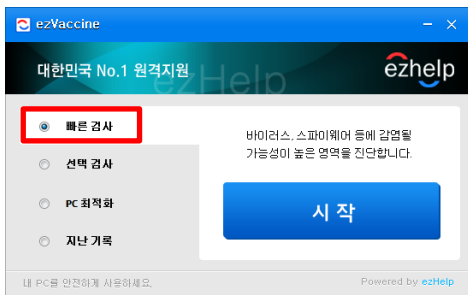 ezVaccine
대한민국 No.1 원격지원
ezHelp
ezhelp
빠른 검사
선택 검사
PC 최적화
지난 기록
바이러스, 스파이웨어 등에 감염될
가능성이 높은 영역을 진단합니다.
시 작
내 PC를 안전하게 사용하세요.
Powered by ezHelp